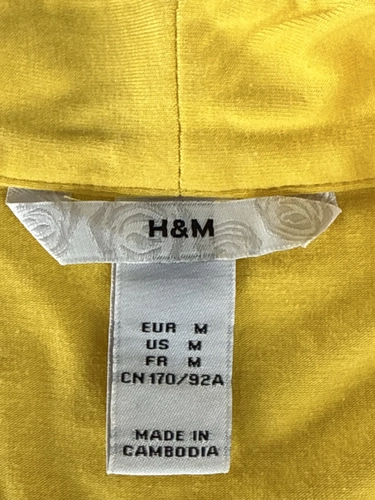 H&M
EUR M
US M
FR M
CN 170/92A
MADE IN
CAMBODIA